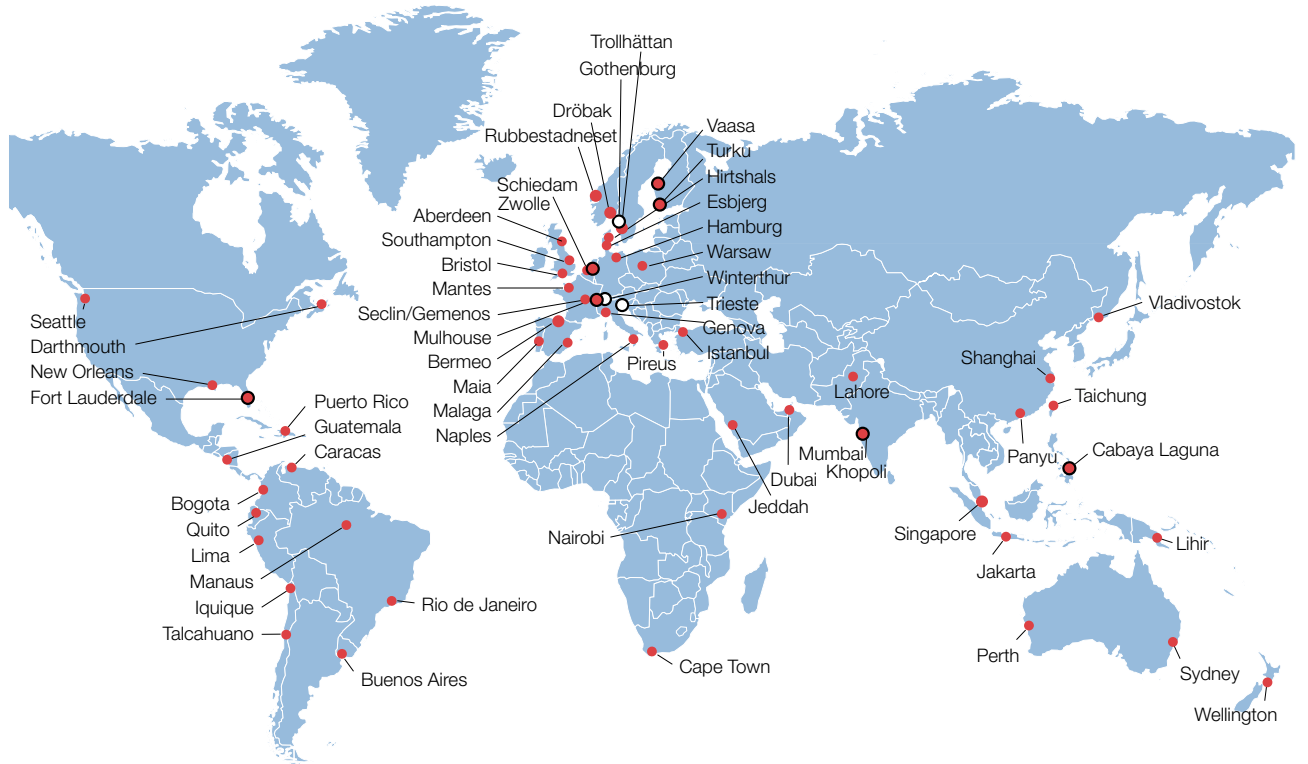 Trollhättan
Gothenburg
Dröbak
Rubbestadneset
Vaasa
Turku
Hirtshals
Esbjerg
Hamburg
Warsaw
Winterthur
Trieste
Genova
Istanbul
Schiedam
Zwolle
Aberdeen
Southampton
Bristol
Mantes
Seclin/Gemenos
Mulhouse
Bermeo
Maia
Malaga
Naples
Pireus
Seattle
Darthmouth
New Orleans
Fort Lauderdale
Puerto Rico
Guatemala
Caracas
Bogota
Quito
Lima
Manaus
Iquique
Talcahuano
Rio de Janeiro
Buenos Aires
Nairobi
Cape Town
Jeddah
Dubai
Mumbai
Khopoli
Lahore
Vladivostok
Shanghai
Taichung
Panyu
Cabaya Laguna
Singapore
Jakarta
Lihir
Perth
Sydney
Wellington